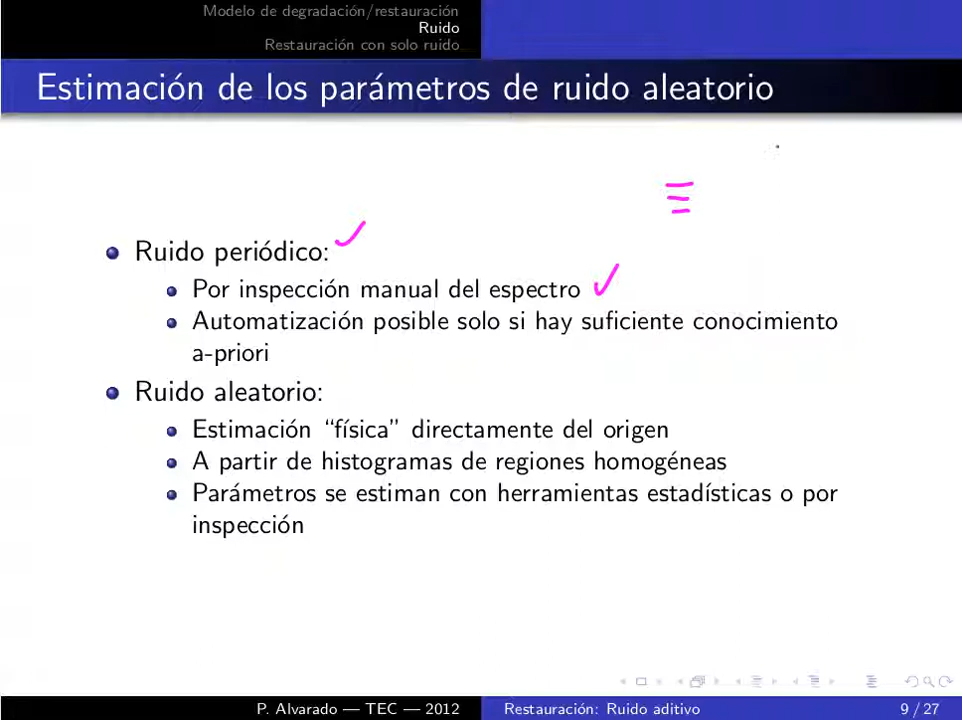 Modelo de degradación/restauración
Ruido
Restauración con solo ruido
Estimación de los parámetros de ruido aleatorio
Ruido periódico:
Por inspección manual del espectro
Automatización posible solo si hay suficiente conocimiento
a-priori
Ruido aleatorio:
Estimación “física” directamente del origen
A partir de histogramas de regiones homogéneas
Parámetros se estiman con herramientas estadísticas o por
inspección
P. Alvarado — TEC — 2012
Restauración: Ruido aditivo
9 / 27